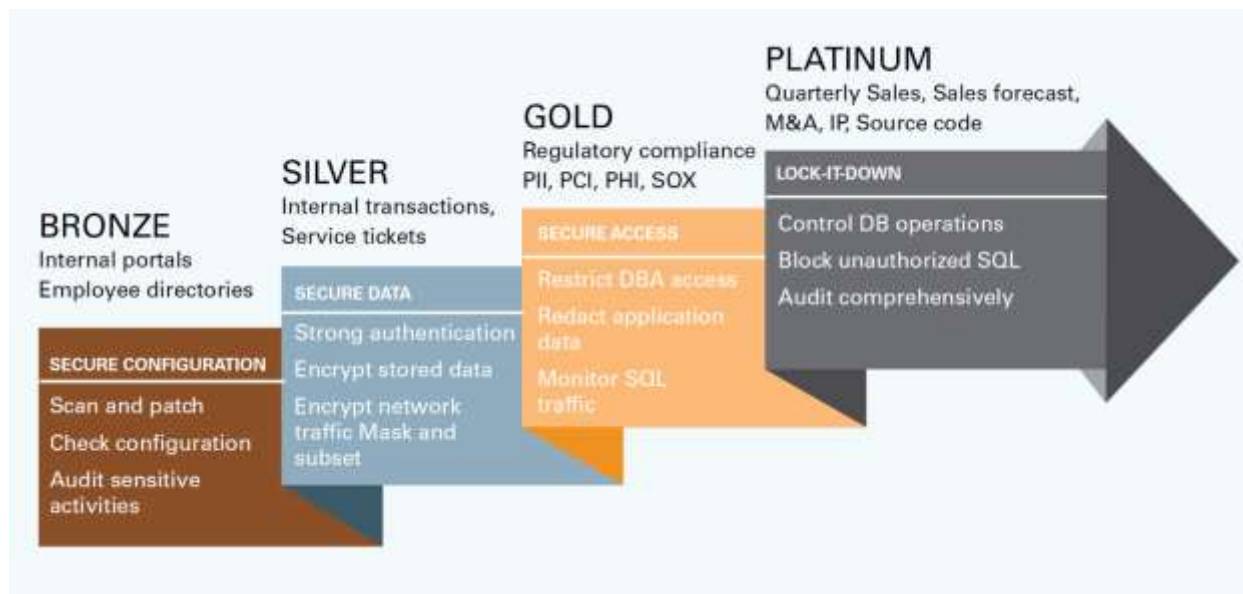 BRONZE
Internal portals
Employee directories
SECURE CONFIGURATION
Scan and patch
Check configuration
Audit sensitive
activities
SILVER
Internal transactions,
Service tickets
SECURE DATA
Strong authentication
Encrypt stored data
Encrypt network
traffic Mask and
subset
GOLD
Regulatory compliance
PII, PCI, PHI, SOX
SECURE ACCESS
Restrict DBA access
Redact application
data
Monitor SQL
traffic
PLATINUM
Quarterly Sales, Sales forecast,
M&A, IP, Source code
LOCK-IT-DOWN
Control DB operations
Block unauthorized SQL
Audit comprehensively